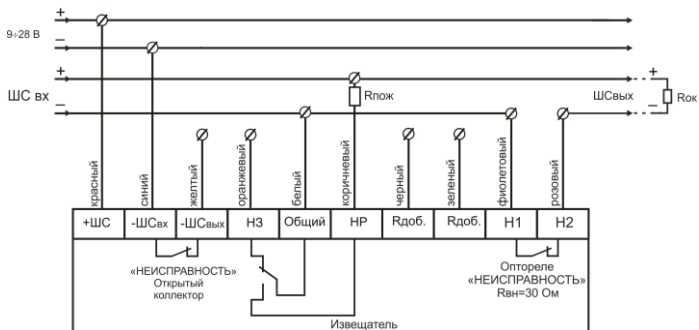 +
9÷28 В
–
+
ШС вх
–
Rпож
ШСвых
+
–
Rок
красный
синий
желтый
оранжевый
белый
коричневый
черный
зеленый
фиолетовый
розовый
+ШС
-ШСвх
-ШСвых
НЗ
Общий
НР
Rдоб.
Rдоб.
Н1
Н2
«НЕИСПРАВНОСТЬ»
Открытый
коллектор
Оптореле
«НЕИСПРАВНОСТЬ»
Rвн=30 Ом
Извещатель